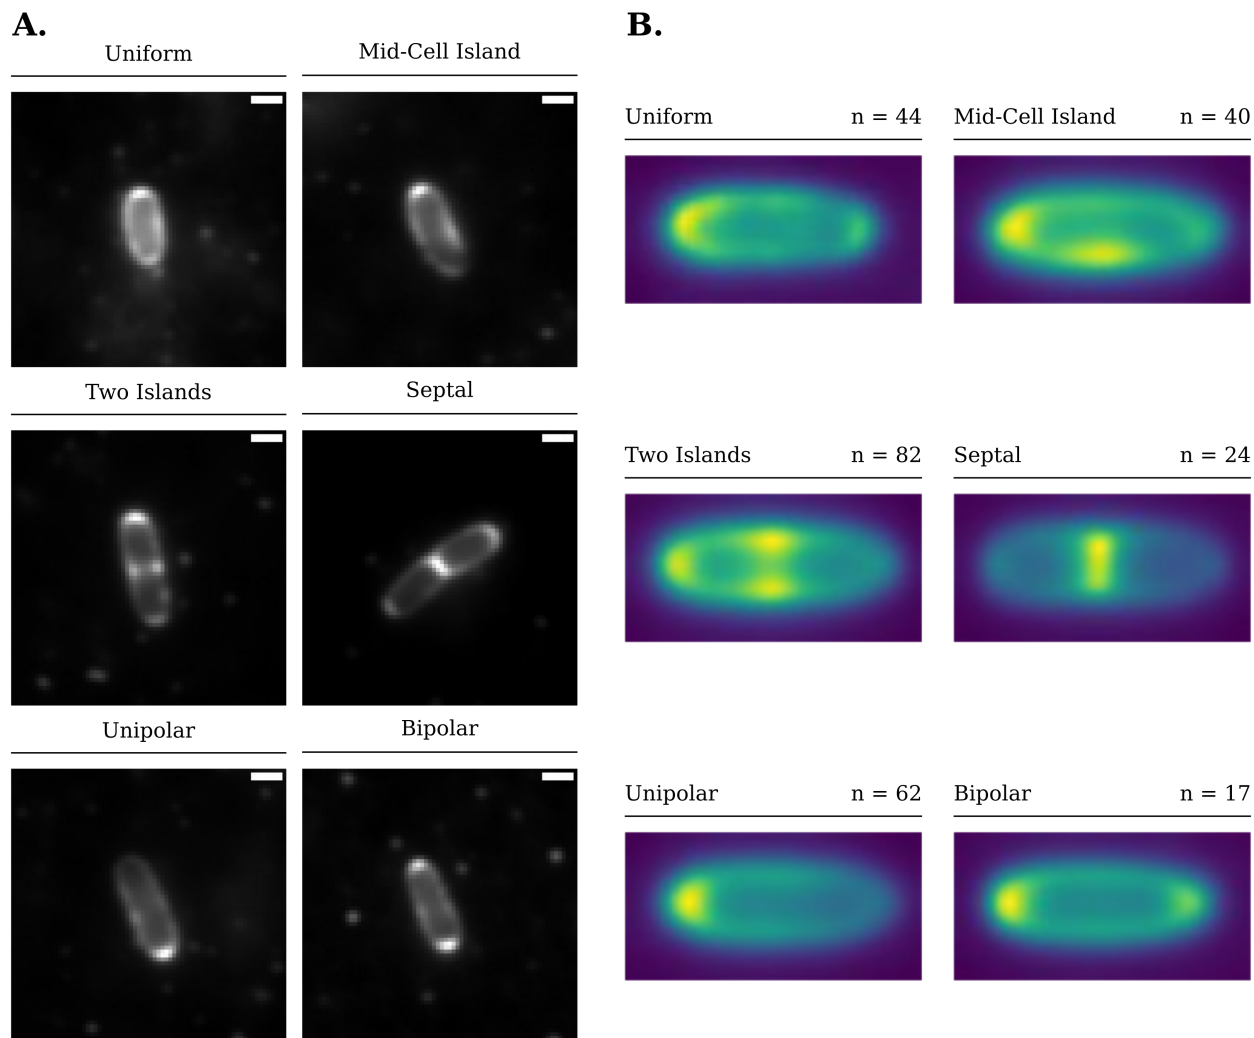 A.
Uniform
Mid-Cell Island
Two Islands
Septal
Unipolar
Bipolar
B.
Uniform n = 44
Mid-Cell Island n = 40
Two Islands n = 82
Septal n = 24
Unipolar n = 62
Bipolar n = 17